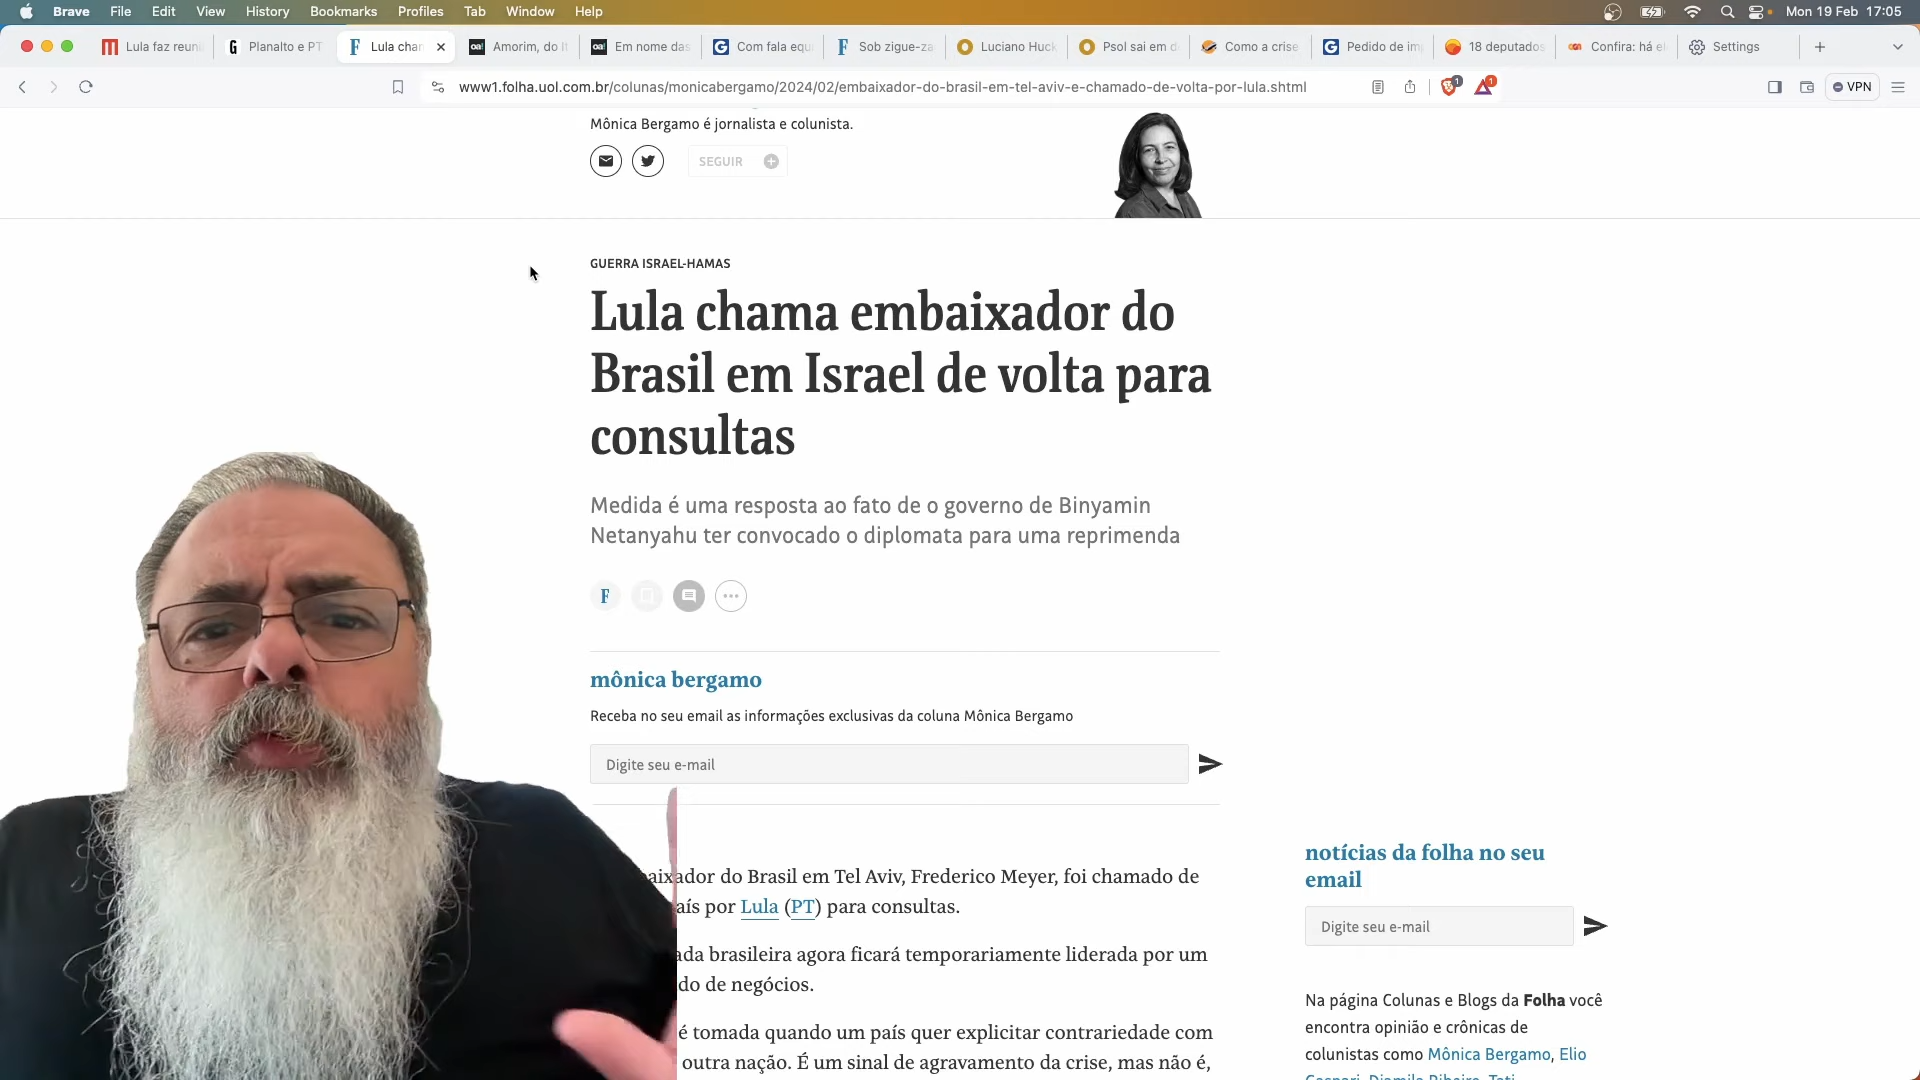 Brave File Edit View History Bookmarks Profiles Tab Window Help Mon 19 Feb 17:05
Lula faz reun Planalto e PT Lula char Amorim, do It Em nome das Com fala equ Sob zigue-za Luciano Huck Psol sai em d Como a crise Pedido de im 18 deputados Confira: há el Settings
www1.folha.uol.com.br/colunas/monicabergamo/2024/02/embaixador-do-brasil-em-tel-aviv-e-chamado-de-volta-por-lula.shtml 1 1 VPN
Mônica Bergamo é jornalista e colunista.
SEGUIR
GUERRA ISRAEL-HAMAS
Lula chama embaixador do
Brasil em Israel de volta para
consultas
Medida é uma resposta ao fato de o governo de Binyamin
Netanyahu ter convocado o diplomata para uma reprimenda
F
mônica bergamo
Receba no seu email as informações exclusivas da coluna Mônica Bergamo
Digite seu e-mail
aixador do Brasil em Tel Aviv, Frederico Meyer, foi chamado de
aís por Lula (PT) para consultas.
ada brasileira agora ficará temporariamente liderada por um
do de negócios.
é tomada quando um país quer explicitar contrariedade com
outra nação. É um sinal de agravamento da crise, mas não é,
notícias da folha no seu
email
Digite seu e-mail
Na página Colunas e Blogs da Folha você
encontra opinião e crônicas de
colunistas como Mônica Bergamo, Elio
Gaspari, Djamila Ribeiro, Tati